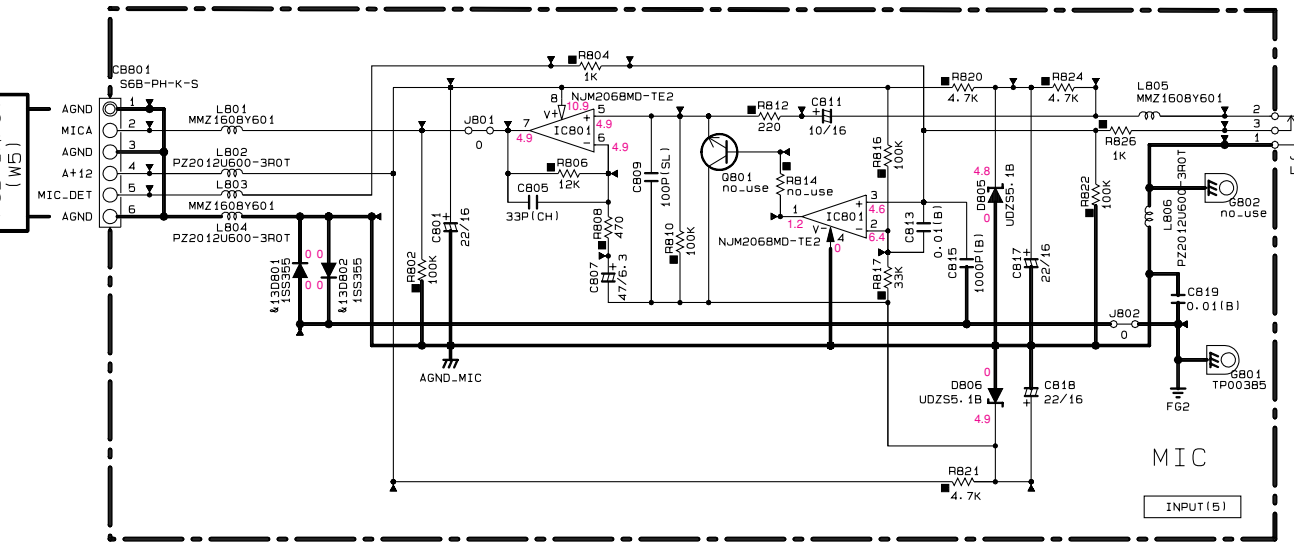 CB801
S6B-PH-K-S
(W5)
AGND
1
MICA
2
AGND
3
A+12
4
MIC_DET
5
AGND
6
L801
MMZ1608Y601
L802
PZ2012U600-3R0T
L803
MMZ1608Y601
L804
PZ2012U600-3R0T
&13D801
1SS355
0 0
0 0
&13D802
1SS355
R802
100K
C801
22/16
AGND_MIC
J801
0
R804
1K
8
V+
10.9
NJM2068MD-TE2
7
4.9
IC801
5
4.9
6
4.9
R806
12K
C805
33P(CH)
R808
470
C807
47/6.3
C809
100P(SL)
R810
100K
Q801
no_use
R812
220
C811
10/16
R814
no_use
R816
100K
1
1.2
IC801
V-
4
0
3
4.6
2
6.4
NJM2068MD-TE2
R817
33K
C813
0.01(B)
C815
1000P(B)
R820
4.7K
R824
4.7K
4.8
D805
UDZS5.1B
0
C817
22/16
R822
100K
0
D806
UDZS5.1B
4.9
C818
22/16
R821
4.7K
L805
MMZ1608Y601
R826
1K
2
3
1
J
L
L806
PZ2012U600-3R0T
G802
no_use
C819
0.01(B)
J802
0
G801
TP00385
FG2
MIC
INPUT(5)